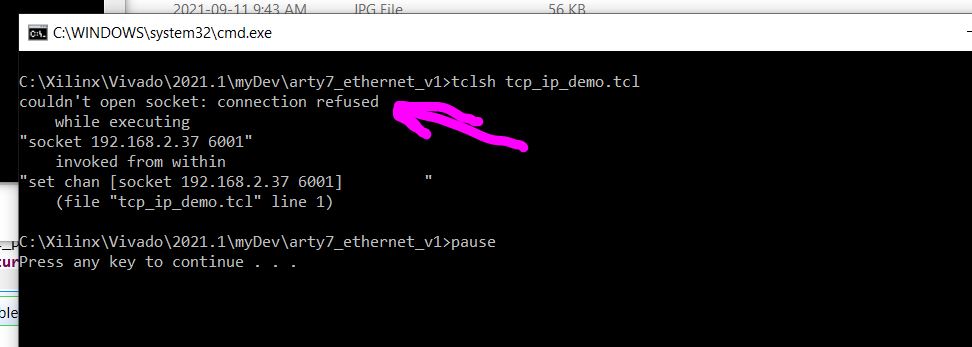 2021-09-11 9:43 AM JPG File 56 KB
C:\WINDOWS\system32\cmd.exe
C:\Xilinx\Vivado\2021.1\myDev\arty7_ethernet_v1>tclsh tcp_ip_demo.tcl
couldn't open socket: connection refused
    while executing
"socket 192.168.2.37 6001"
    invoked from within
"set chan [socket 192.168.2.37 6001]         "
    (file "tcp_ip_demo.tcl" line 1)
C:\Xilinx\Vivado\2021.1\myDev\arty7_ethernet_v1>pause
Press any key to continue . . .